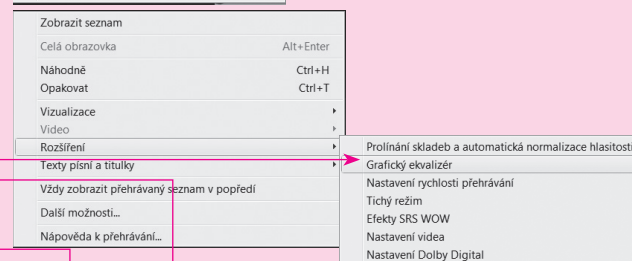 Zobrazit seznam
Celá obrazovka Alt+Enter
Náhodně Ctrl+H
Opakovat Ctrl+T
Vizualizace
Video
Rozšíření
Texty písní a titulky
Vždy zobrazit přehrávaný seznam v popředí
Další možnosti...
Nápověda k přehrávání...
Prolínání skladeb a automatická normalizace hlasitosti
Grafický ekvalizér
Nastavení rychlosti přehrávání
Tichý režim
Efekty SRS WOW
Nastavení videa
Nastavení Dolby Digital